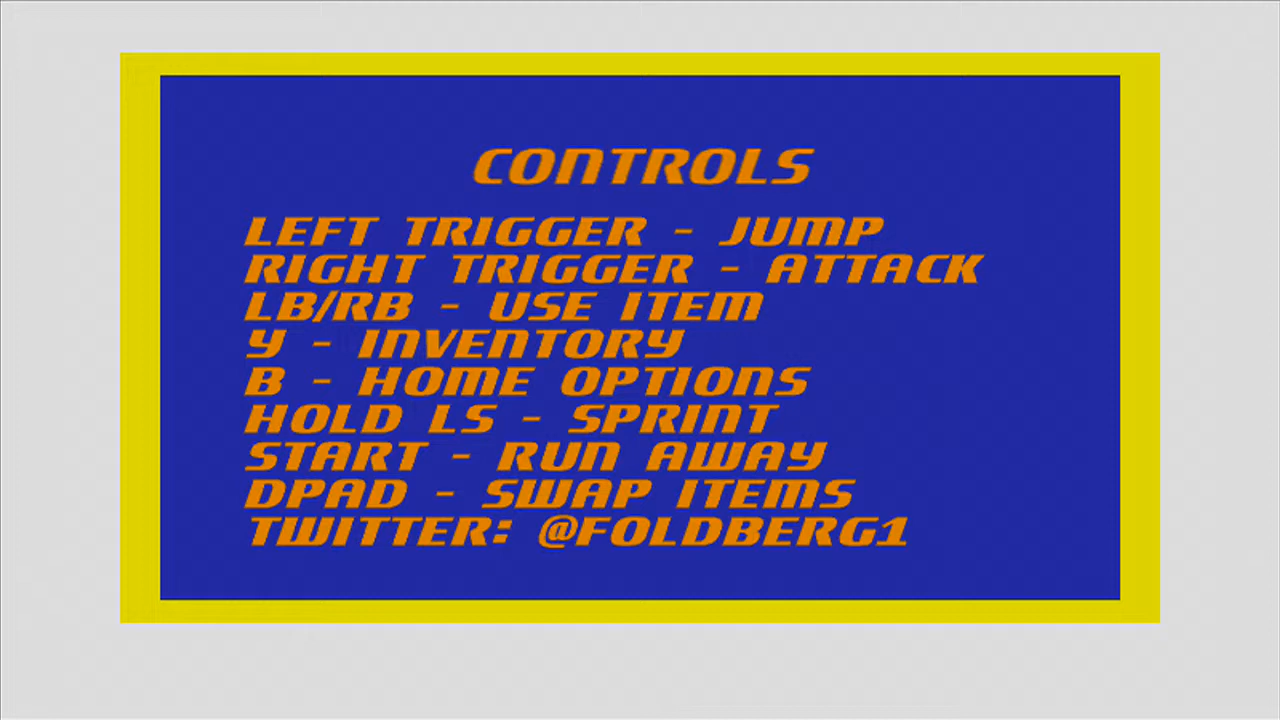 CONTROLS
LEFT TRIGGER - JUMP
RIGHT TRIGGER - ATTACK
LB/RB - USE ITEM
Y - INVENTORY
B - HOME OPTIONS
HOLD LS - SPRINT
START - RUN AWAY
DPAD - SWAP ITEMS
TWITTER: @FOLDBERG1